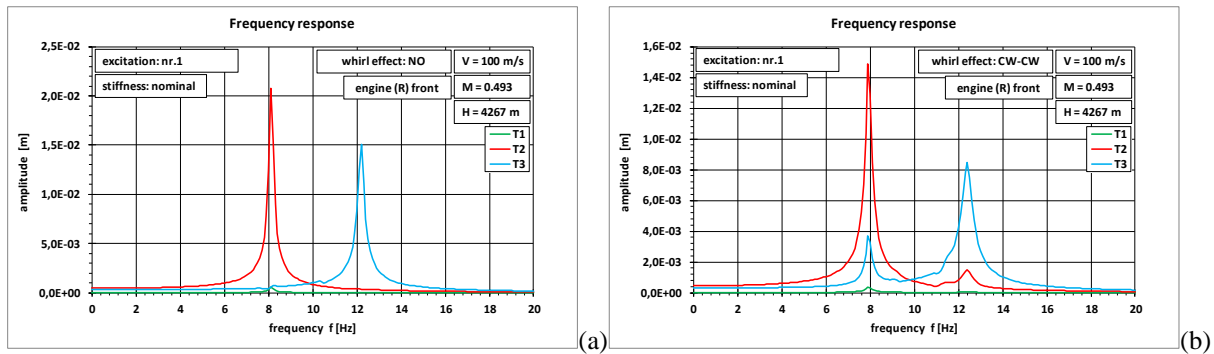 Frequency response
2,5E-02
2,0E-02
1,5E-02
1,0E-02
5,0E-03
0,0E+00
amplitude [m]
excitation: nr.1
stiffness: nominal
whirl effect: NO
engine (R) front
V = 100 m/s
M = 0.493
H = 4267 m
T1
T2
T3
0 2 4 6 8 10 12 14 16 18 20
frequency f [Hz]
(a)
Frequency response
1,6E-02
1,4E-02
1,2E-02
1,0E-02
8,0E-03
6,0E-03
4,0E-03
2,0E-03
0,0E+00
amplitude [m]
excitation: nr.1
stiffness: nominal
whirl effect: CW-CW
engine (R) front
V = 100 m/s
M = 0.493
H = 4267 m
T1
T2
T3
0 2 4 6 8 10 12 14 16 18 20
frequency f [Hz]
(b)